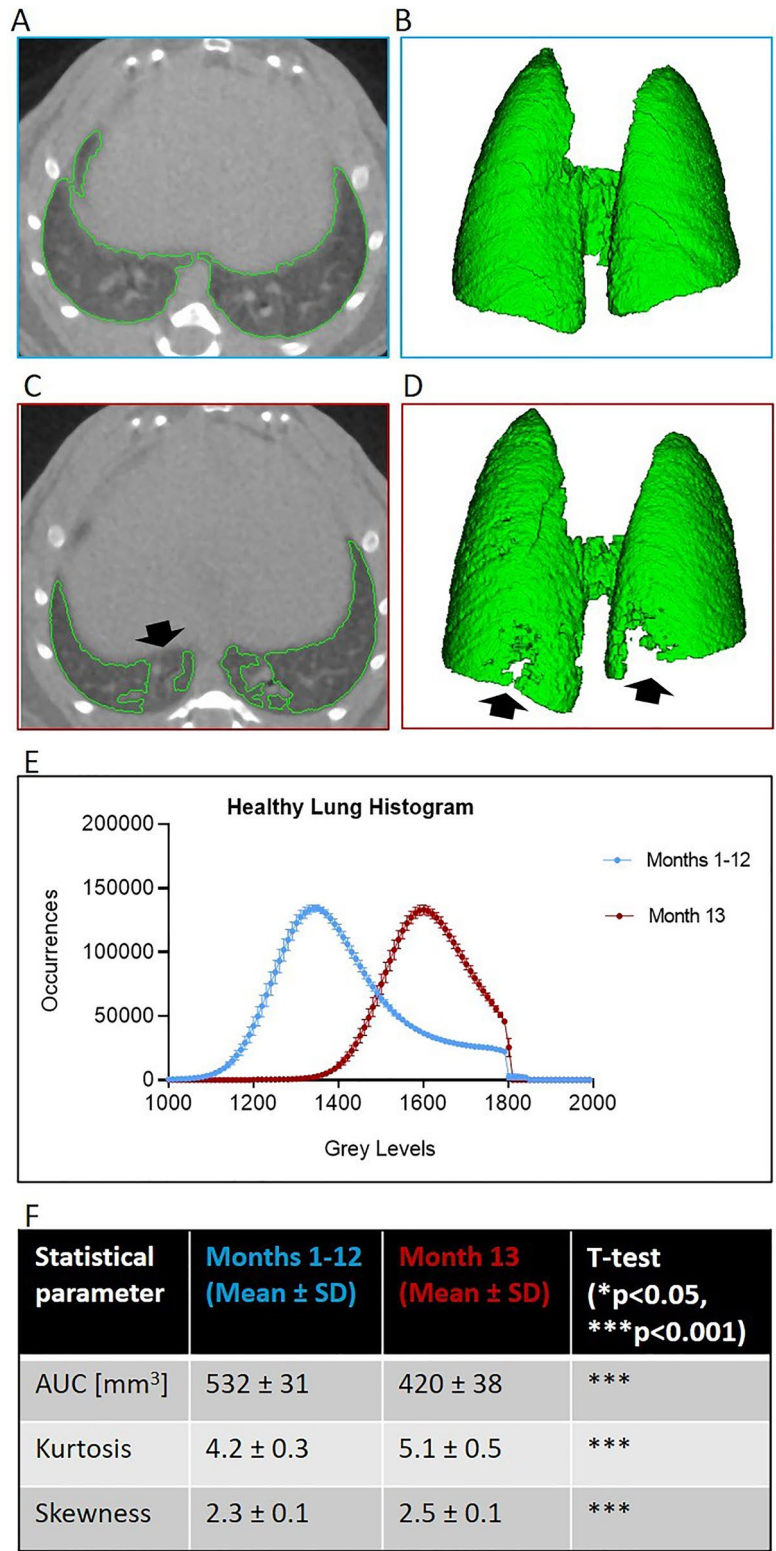 A
B
C
D
E
Healthy Lung Histogram
200000
150000
100000
50000
0
Occurrences
1000
1200
1400
1600
1800
2000
Grey Levels
Months 1-12
Month 13
F
Statistical parameter
Months 1-12 (Mean ± SD)
Month 13 (Mean ± SD)
T-test (*p<0.05, ***p<0.001)
AUC [mm³] 532 ± 31 420 ± 38 ***
Kurtosis 4.2 ± 0.3 5.1 ± 0.5 ***
Skewness 2.3 ± 0.1 2.5 ± 0.1 ***